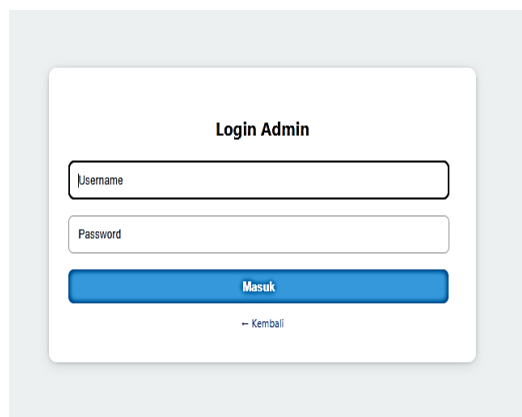 Login Admin
Username
Password
Masuk
← Kembali